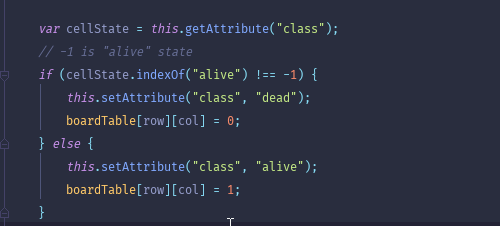 var cellState = this.getAttribute("class");
// -1 is "alive" state
if (cellState.indexOf("alive") !== -1) {
    this.setAttribute("class", "dead");
    boardTable[row][col] = 0;
} else {
    this.setAttribute("class", "alive");
    boardTable[row][col] = 1;
}